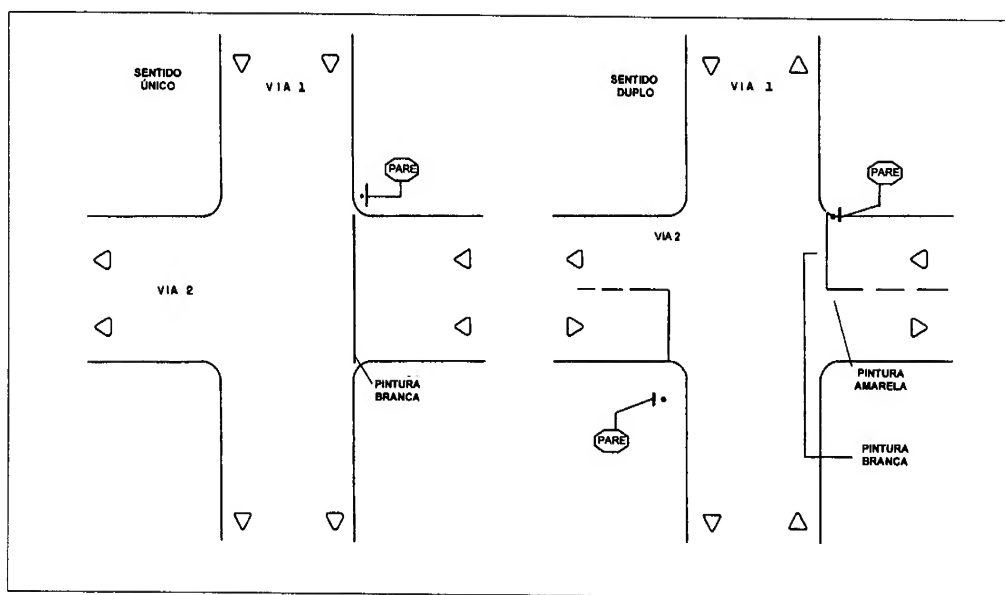 SENTIDO
ÚNICO
VIA 1
PARE
VIA 2
PINTURA
BRANCA
SENTIDO
DUPLO
VIA 1
PARE
VIA 2
PINTURA
AMARELA
PARE
PINTURA
BRANCA